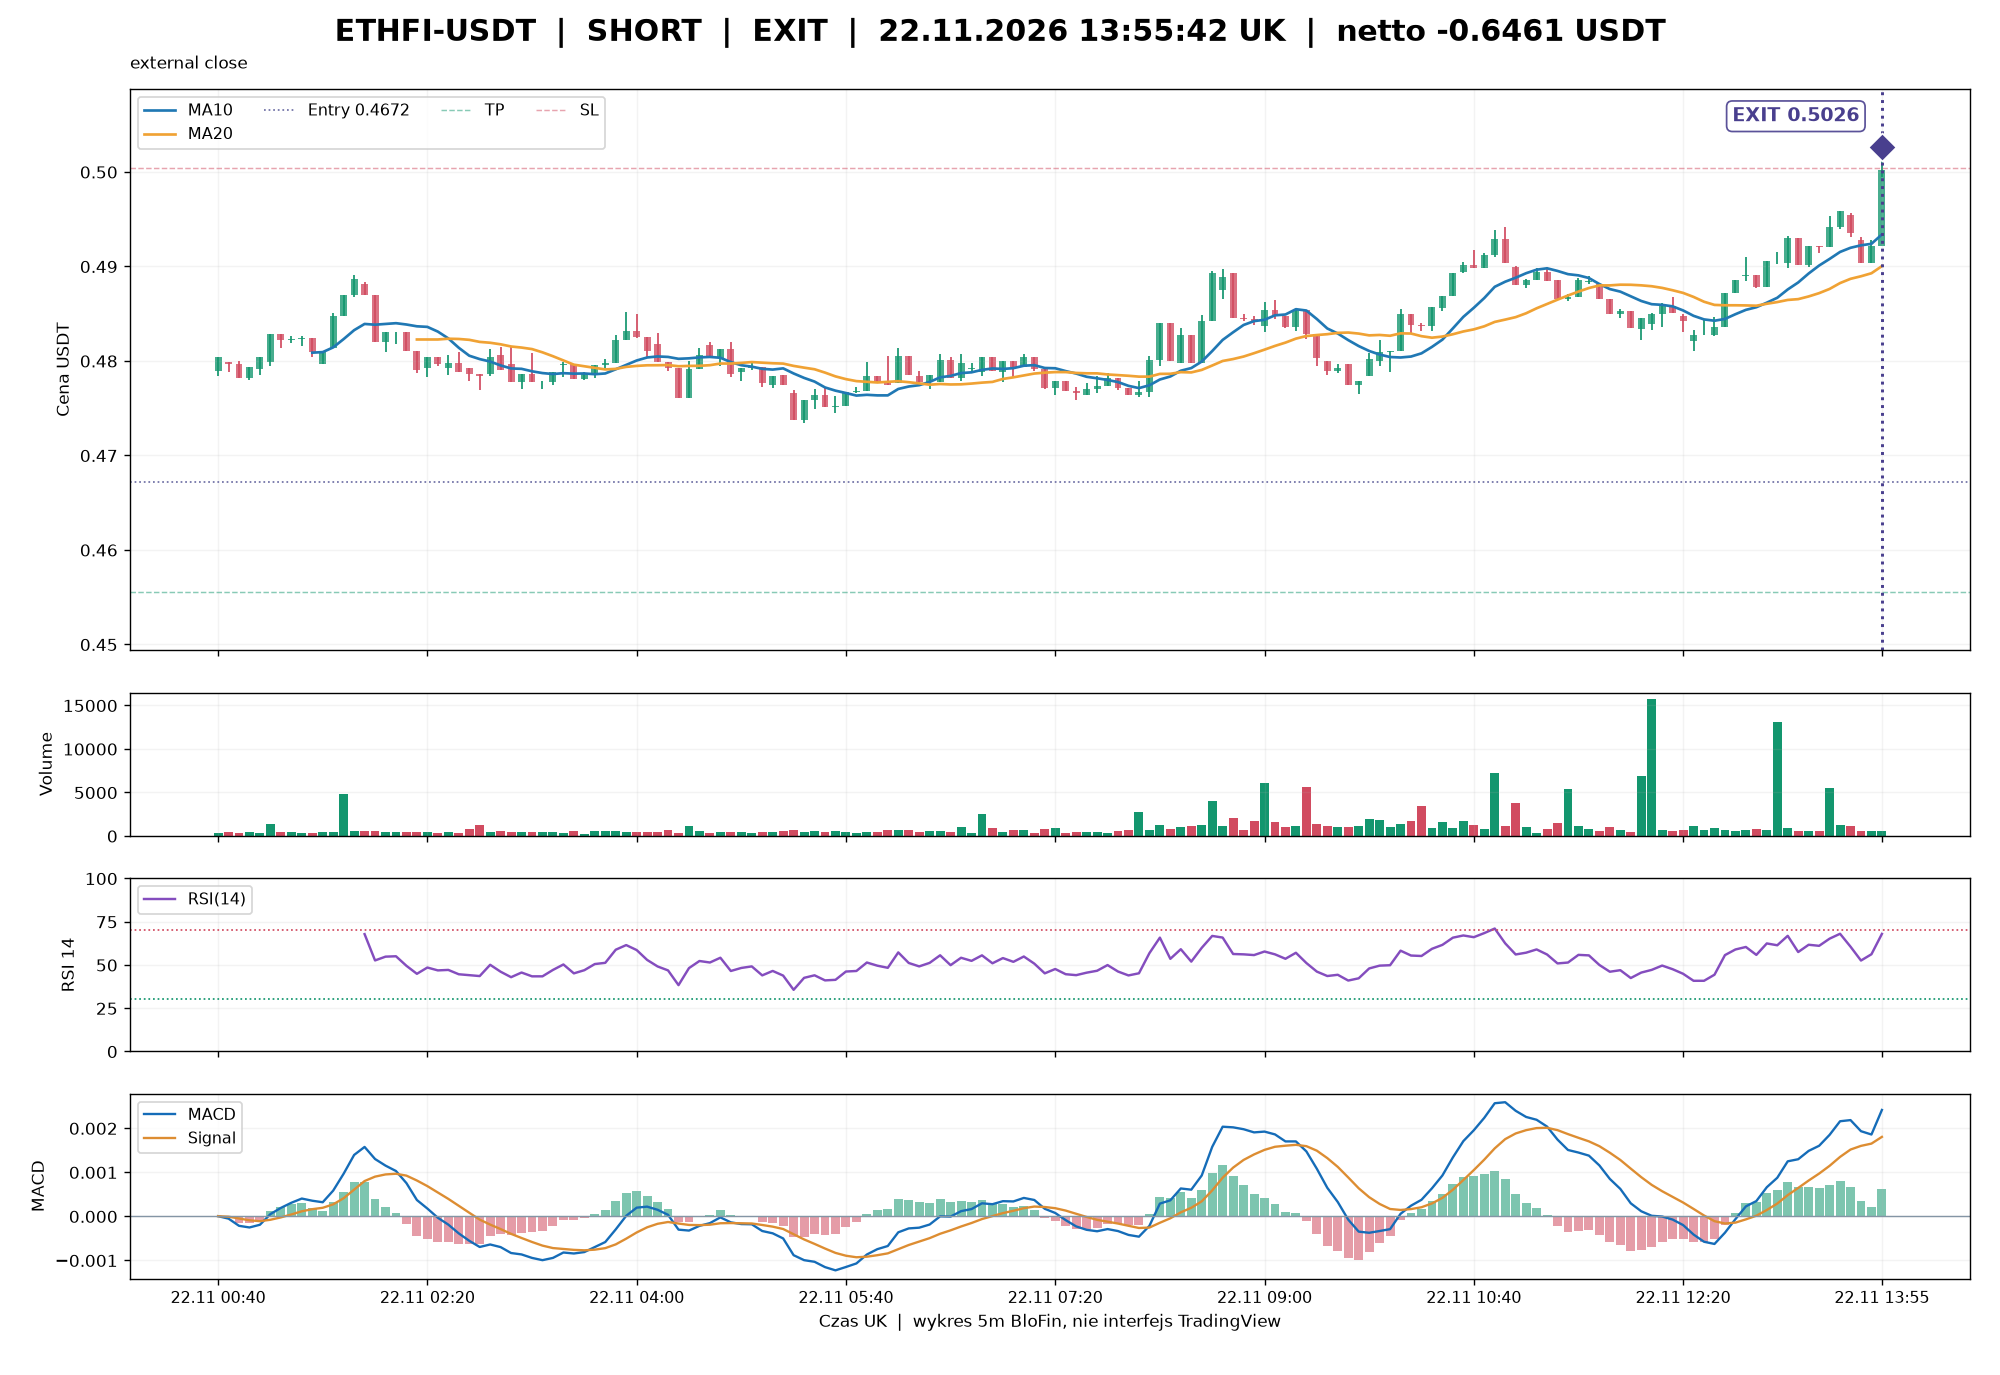 ETHFI-USDT | SHORT | EXIT | 22.11.2026 13:55:42 UK | netto -0.6461 USDT
external close
MA10
MA20
Entry 0.4672
TP
SL
EXIT 0.5026
Cena USDT
0.50
0.49
0.48
0.47
0.46
0.45
Volume
15000
10000
5000
0
RSI 14
RSI(14)
100
75
50
25
0
MACD
MACD
Signal
0.002
0.001
0.000
−0.001
22.11 00:40
22.11 02:20
22.11 04:00
22.11 05:40
22.11 07:20
22.11 09:00
22.11 10:40
22.11 12:20
22.11 13:55
Czas UK | wykres 5m BloFin, nie interfejs TradingView